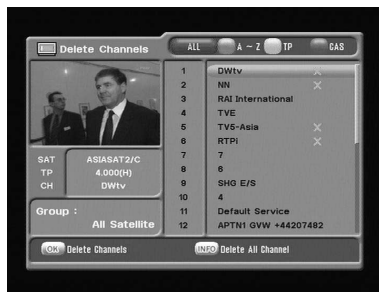 Delete Channels
ALL A ~ Z TP CAS
1 DWtv X
2 NN X
3 RAI International
4 TVE
5 TV5-Asia X
6 RTPi X
7 7
8 6
9 SHG E/S
10 4
11 Default Service
12 APTN1 GVW +44207482
SAT ASIASAT2/C
TP 4.000(H)
CH DWtv
Group :
All Satellite
OK Delete Channels
INFO Delete All Channel